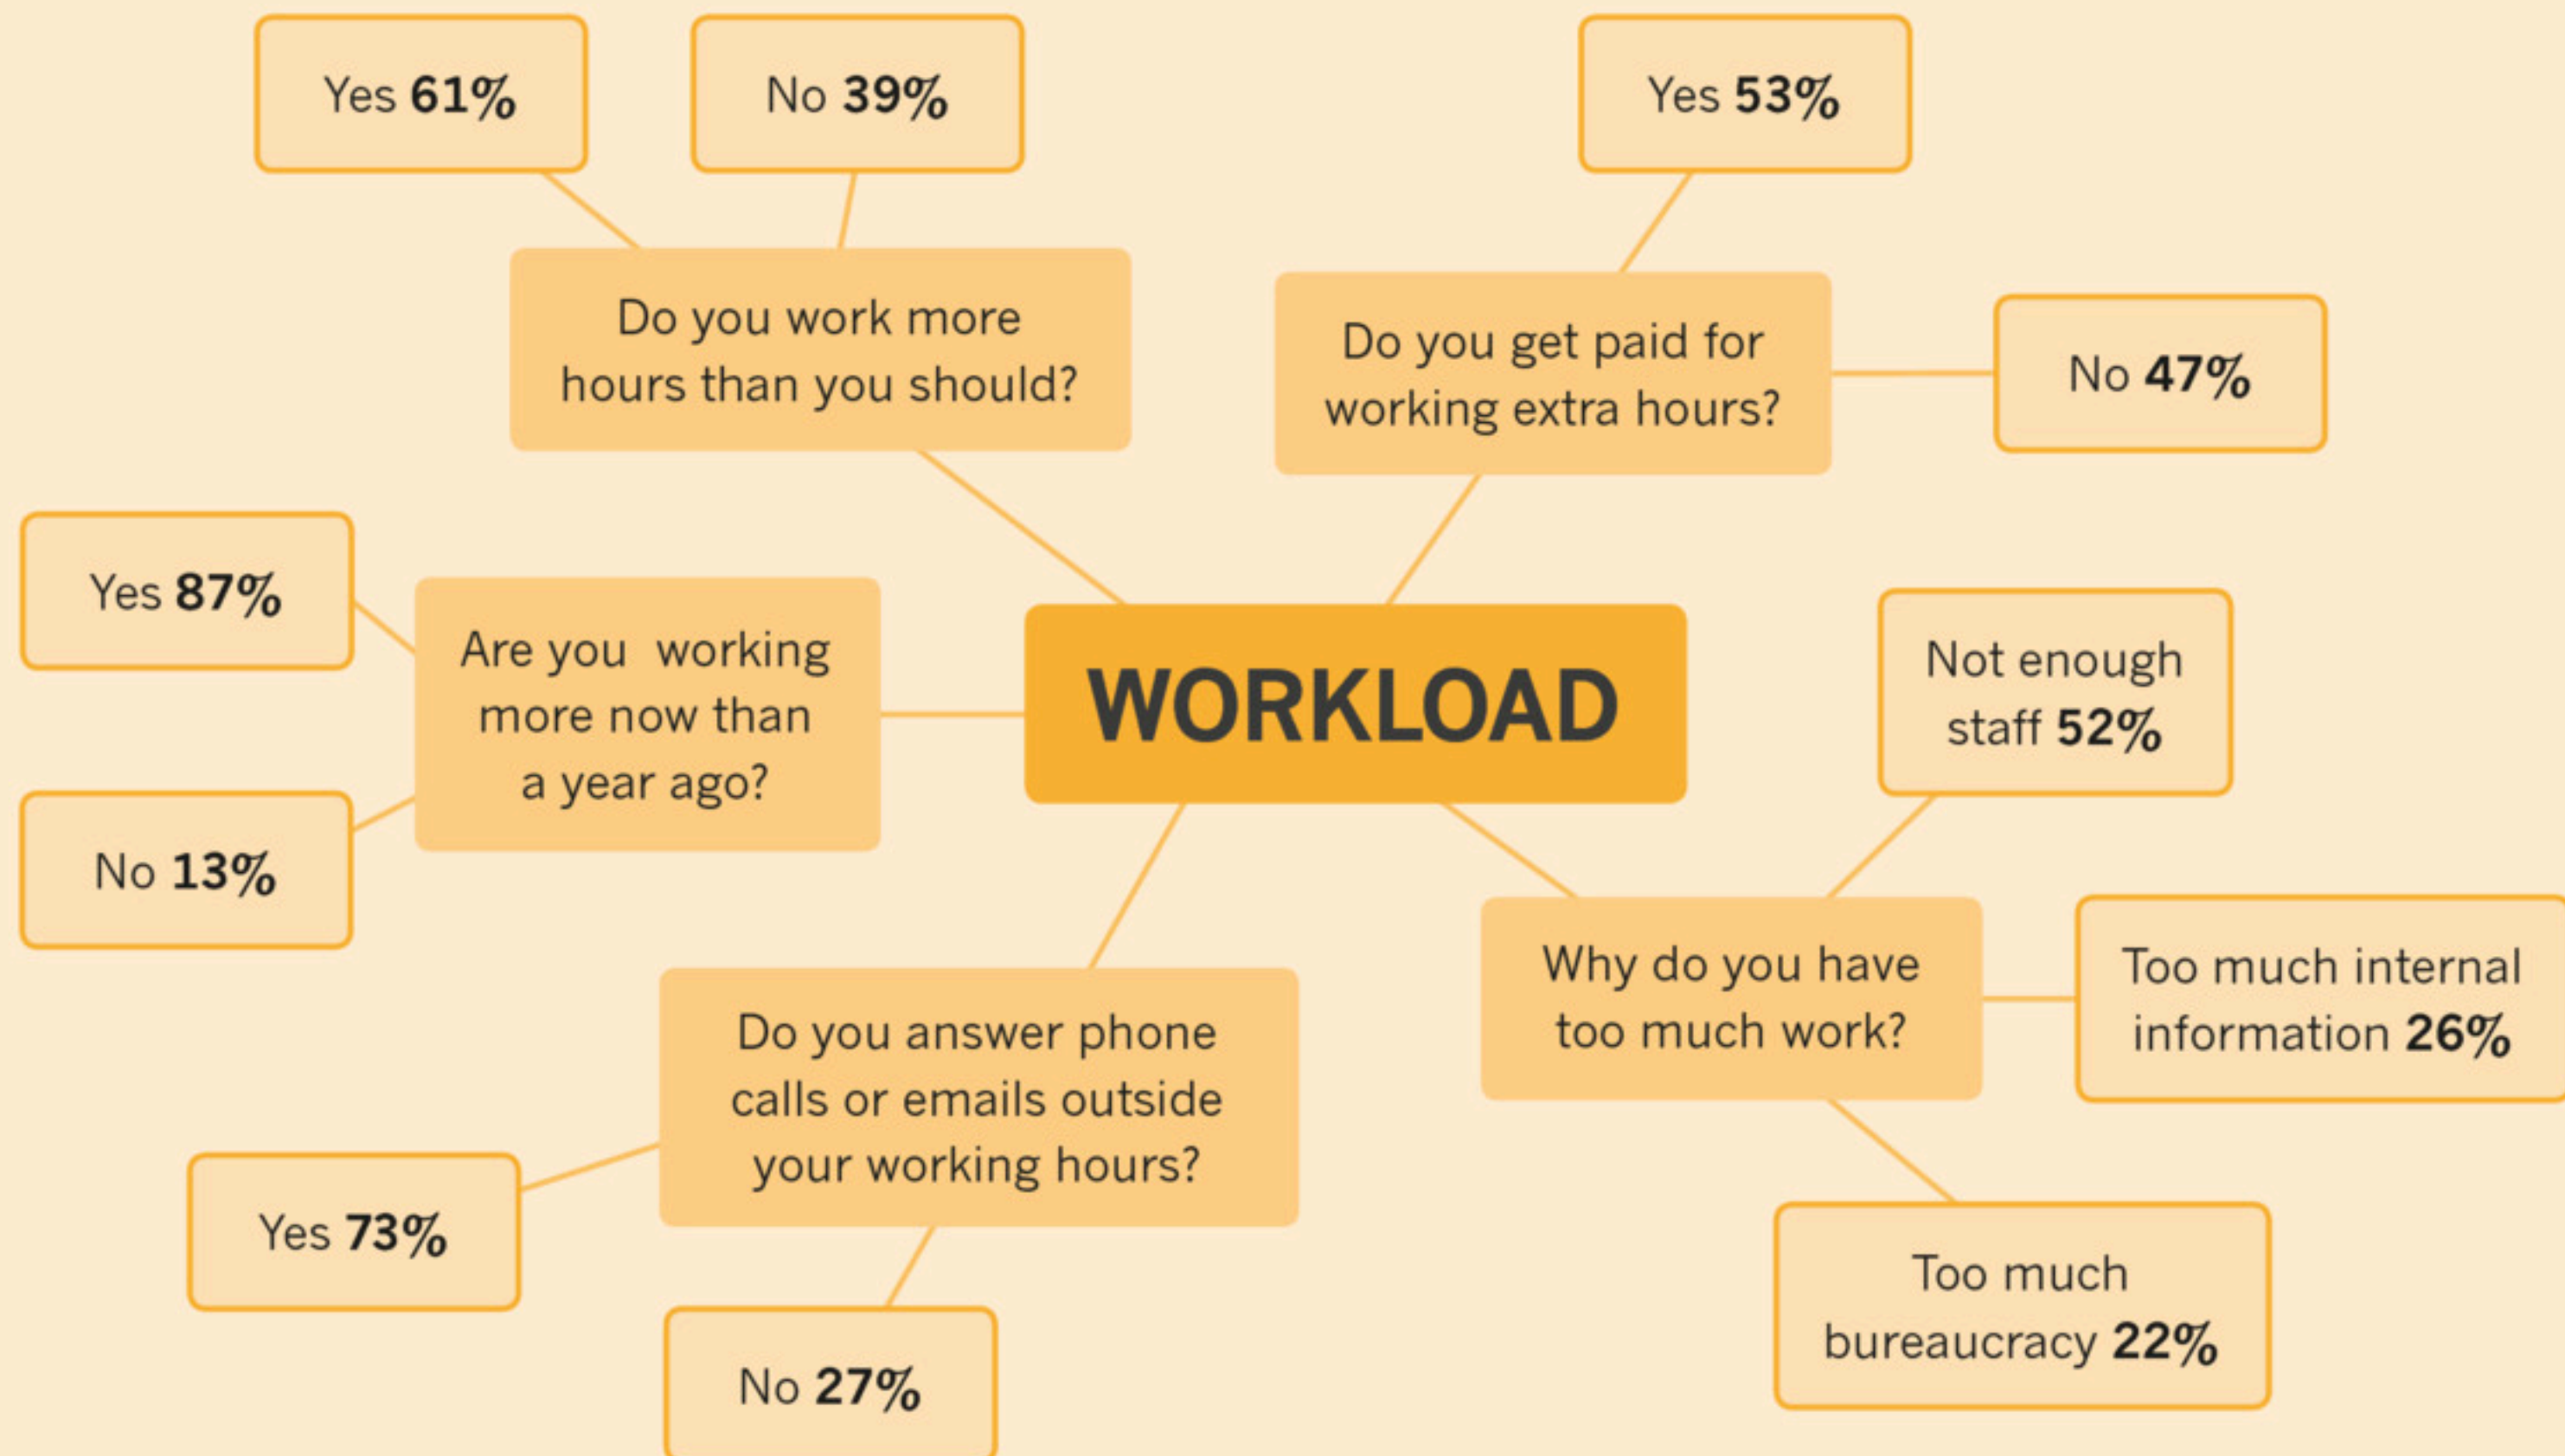 Yes 61%
No 39%
Do you work more
hours than you should?
Yes 53%
Do you get paid for
working extra hours?
No 47%
Yes 87%
No 13%
Are you  working
more now than
a year ago?
WORKLOAD
Not enough
staff 52%
Why do you have
too much work?
Too much internal
information 26%
Too much
bureaucracy 22%
Do you answer phone
calls or emails outside
your working hours?
Yes 73%
No 27%